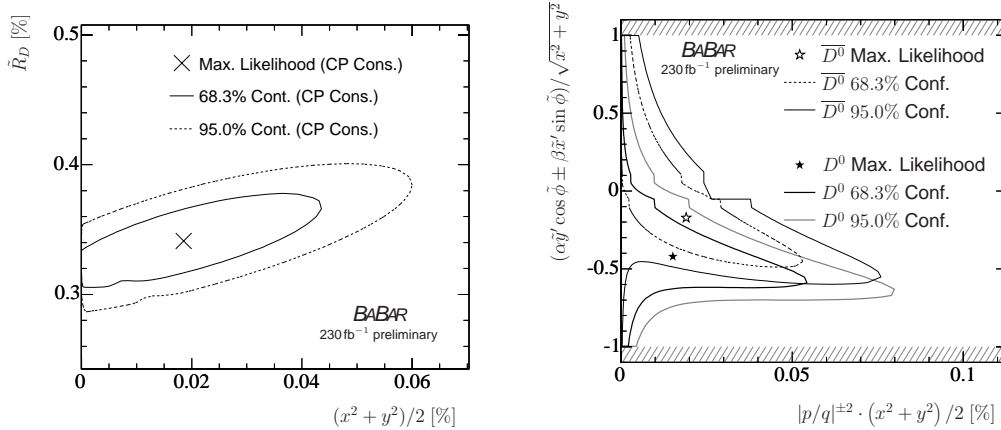 R̃_D [%]
0.5
0.4
0.3
0
0.02
0.04
0.06
(x² + y²)/2 [%]
Max. Likelihood (CP Cons.)
68.3% Cont. (CP Cons.)
95.0% Cont. (CP Cons.)
BABAR
230 fb⁻¹ preliminary
(αỹ′ cos φ̃ ± βx̃′ sin φ̃)/√x² + y²
1
0.5
0
-0.5
-1
0
0.05
0.1
|p/q|^±2 · (x² + y²) /2 [%]
BABAR
230 fb⁻¹ preliminary
D̅⁰ Max. Likelihood
D̅⁰ 68.3% Conf.
D̅⁰ 95.0% Conf.
D⁰ Max. Likelihood
D⁰ 68.3% Conf.
D⁰ 95.0% Conf.